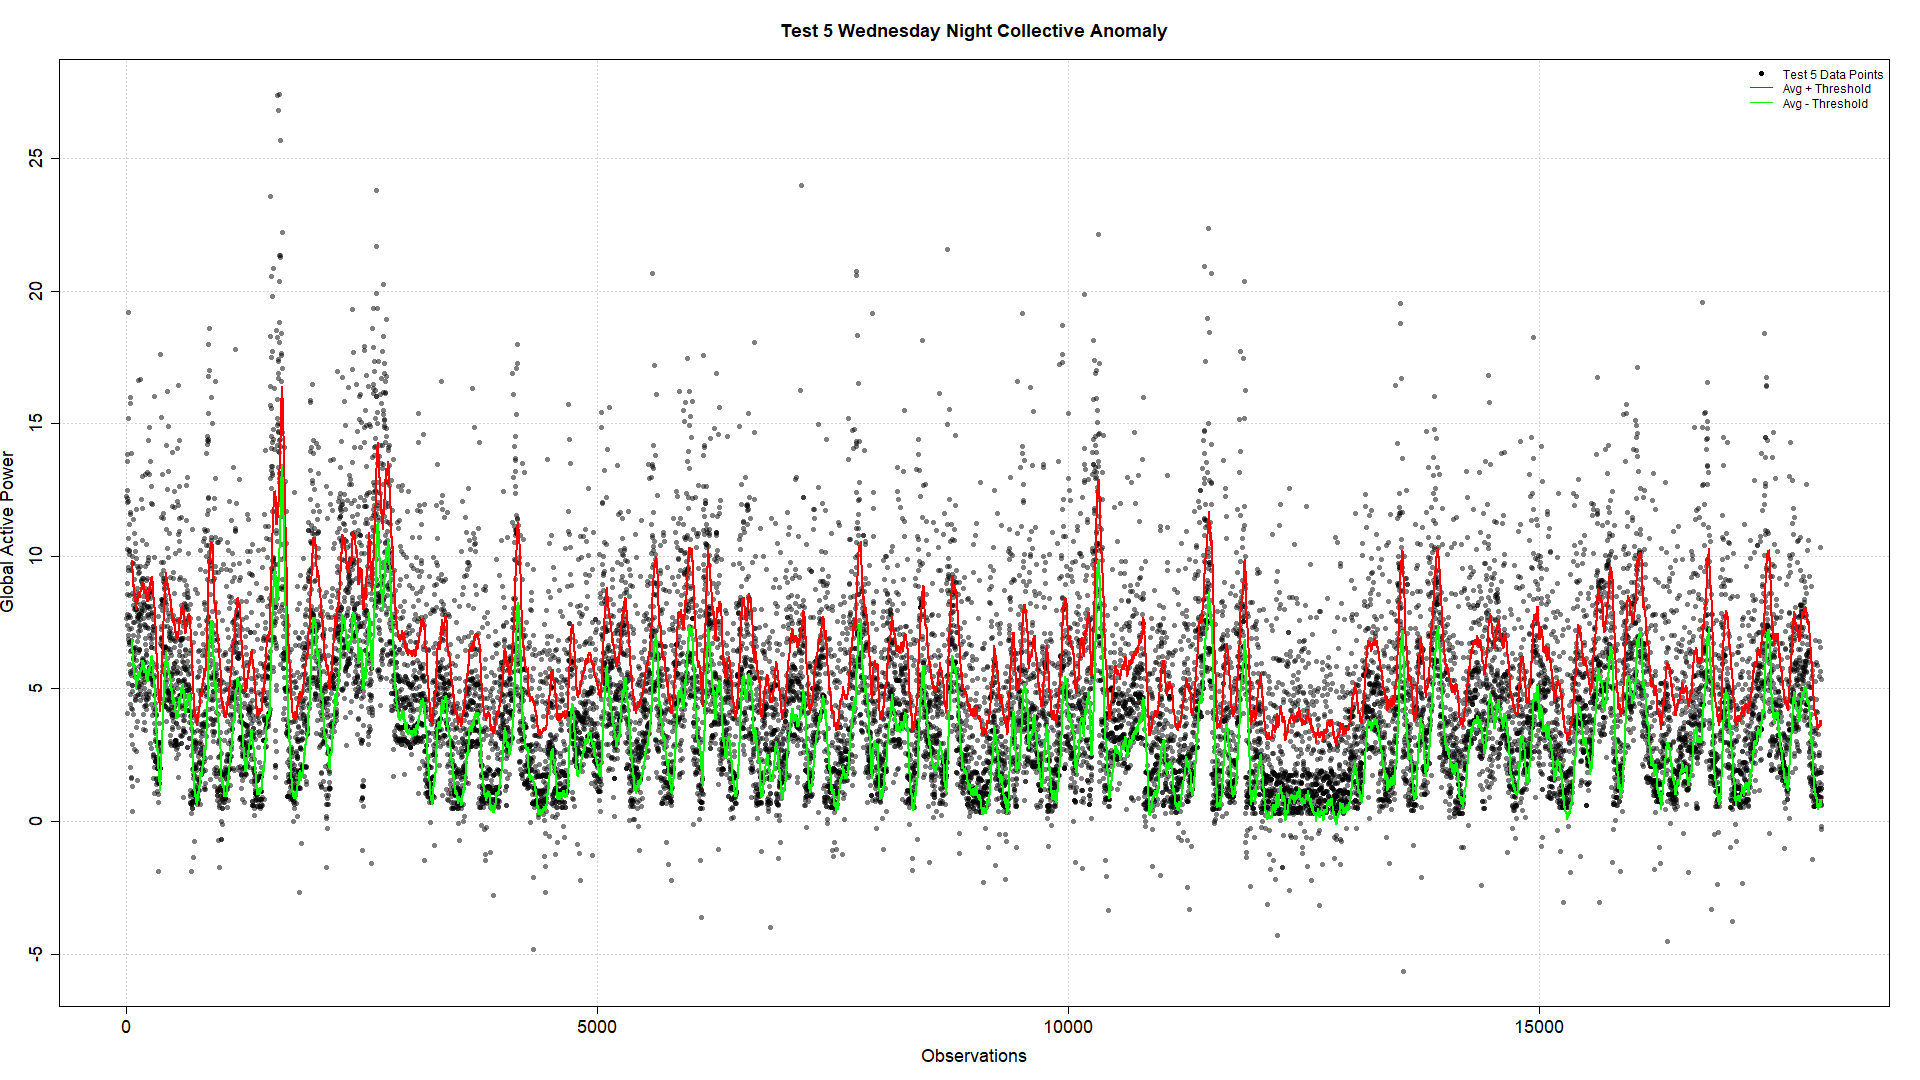 Test 5 Wednesday Night Collective Anomaly
Test 5 Data Points
Avg + Threshold
Avg - Threshold
Global Active Power
25
20
15
10
5
0
-5
0 5000 10000 15000
Observations